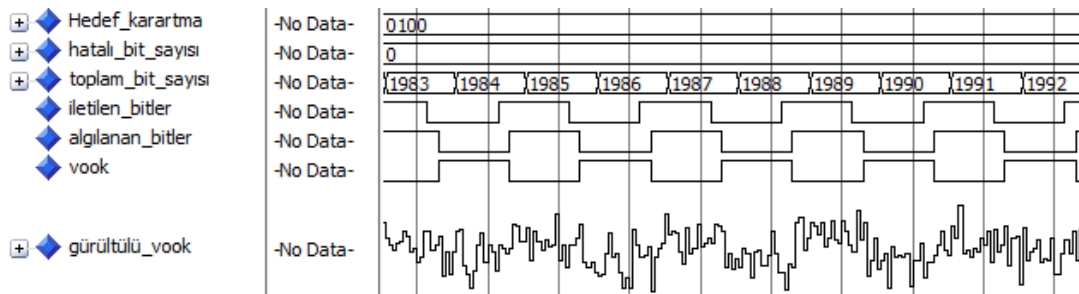 Hedef_karartma -No Data- 0100
hatalı_bit_sayısı -No Data- 0
toplam_bit_sayısı -No Data- 1983 1984 1985 1986 1987 1988 1989 1990 1991 1992
iletilen_bitler -No Data-
algılanan_bitler -No Data-
vook -No Data-
gürültülü_vook -No Data-